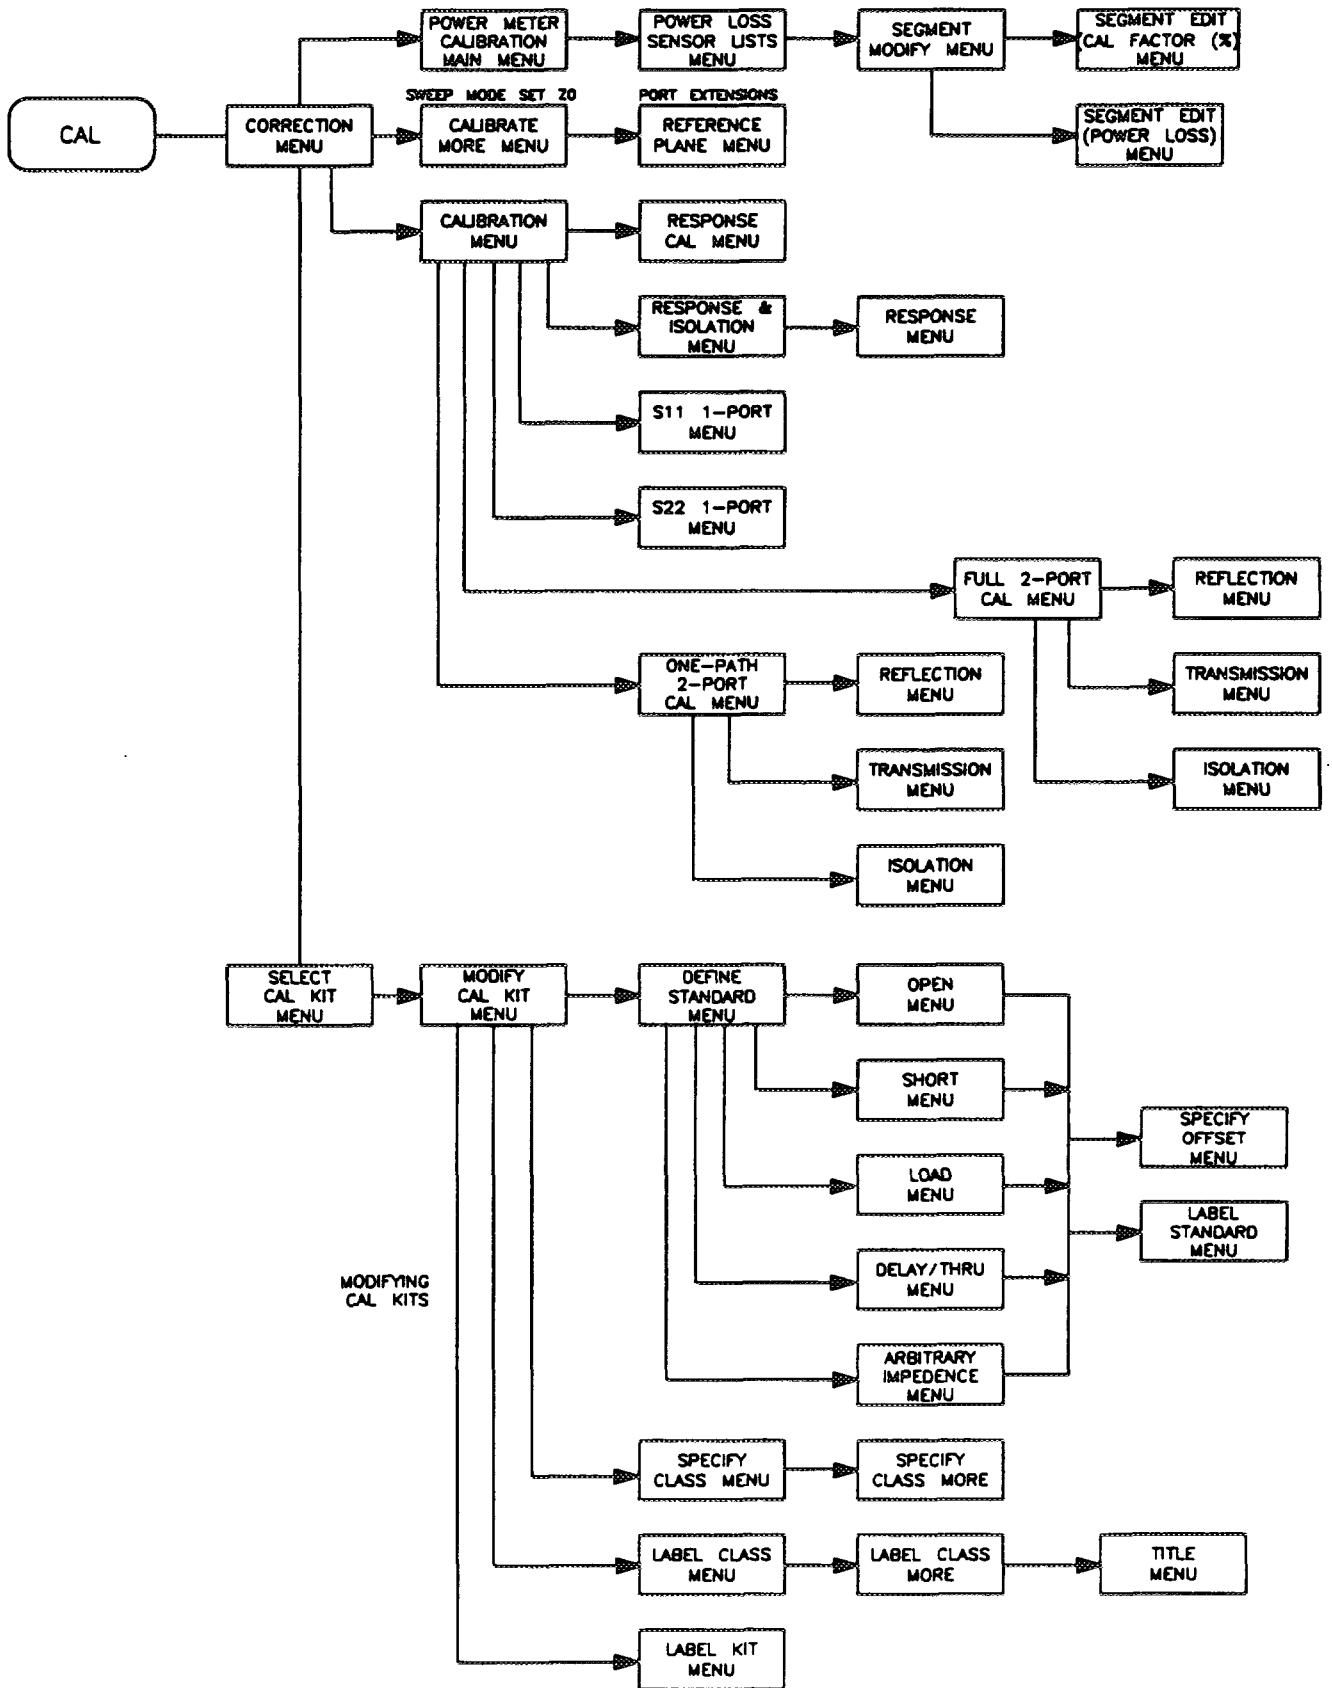 POWER METER
CALIBRATION
MAIN MENU
POWER LOSS
SENSOR LISTS
MENU
SEGMENT
MODIFY MENU
SEGMENT EDIT
(CAL FACTOR (%)
MENU
SWEEP MODE SET ZO
PORT EXTENSIONS
CAL
CORRECTION
MENU
CALIBRATE
MORE MENU
REFERENCE
PLANE MENU
SEGMENT EDIT
(POWER LOSS)
MENU
CALIBRATION
MENU
RESPONSE
CAL MENU
RESPONSE &
ISOLATION
MENU
RESPONSE
MENU
S11 1-PORT
MENU
S22 1-PORT
MENU
FULL 2-PORT
CAL MENU
REFLECTION
MENU
ONE-PATH
2-PORT
CAL MENU
REFLECTION
MENU
TRANSMISSION
MENU
TRANSMISSION
MENU
ISOLATION
MENU
ISOLATION
MENU
SELECT
CAL KIT
MENU
MODIFY
CAL KIT
MENU
DEFINE
STANDARD
MENU
OPEN
MENU
SHORT
MENU
SPECIFY
OFFSET
MENU
LOAD
MENU
LABEL
STANDARD
MENU
MODIFYING
CAL KITS
DELAY/THRU
MENU
ARBITRARY
IMPEDENCE
MENU
SPECIFY
CLASS MENU
SPECIFY
CLASS MORE
LABEL CLASS
MENU
LABEL CLASS
MORE
TITLE
MENU
LABEL KIT
MENU